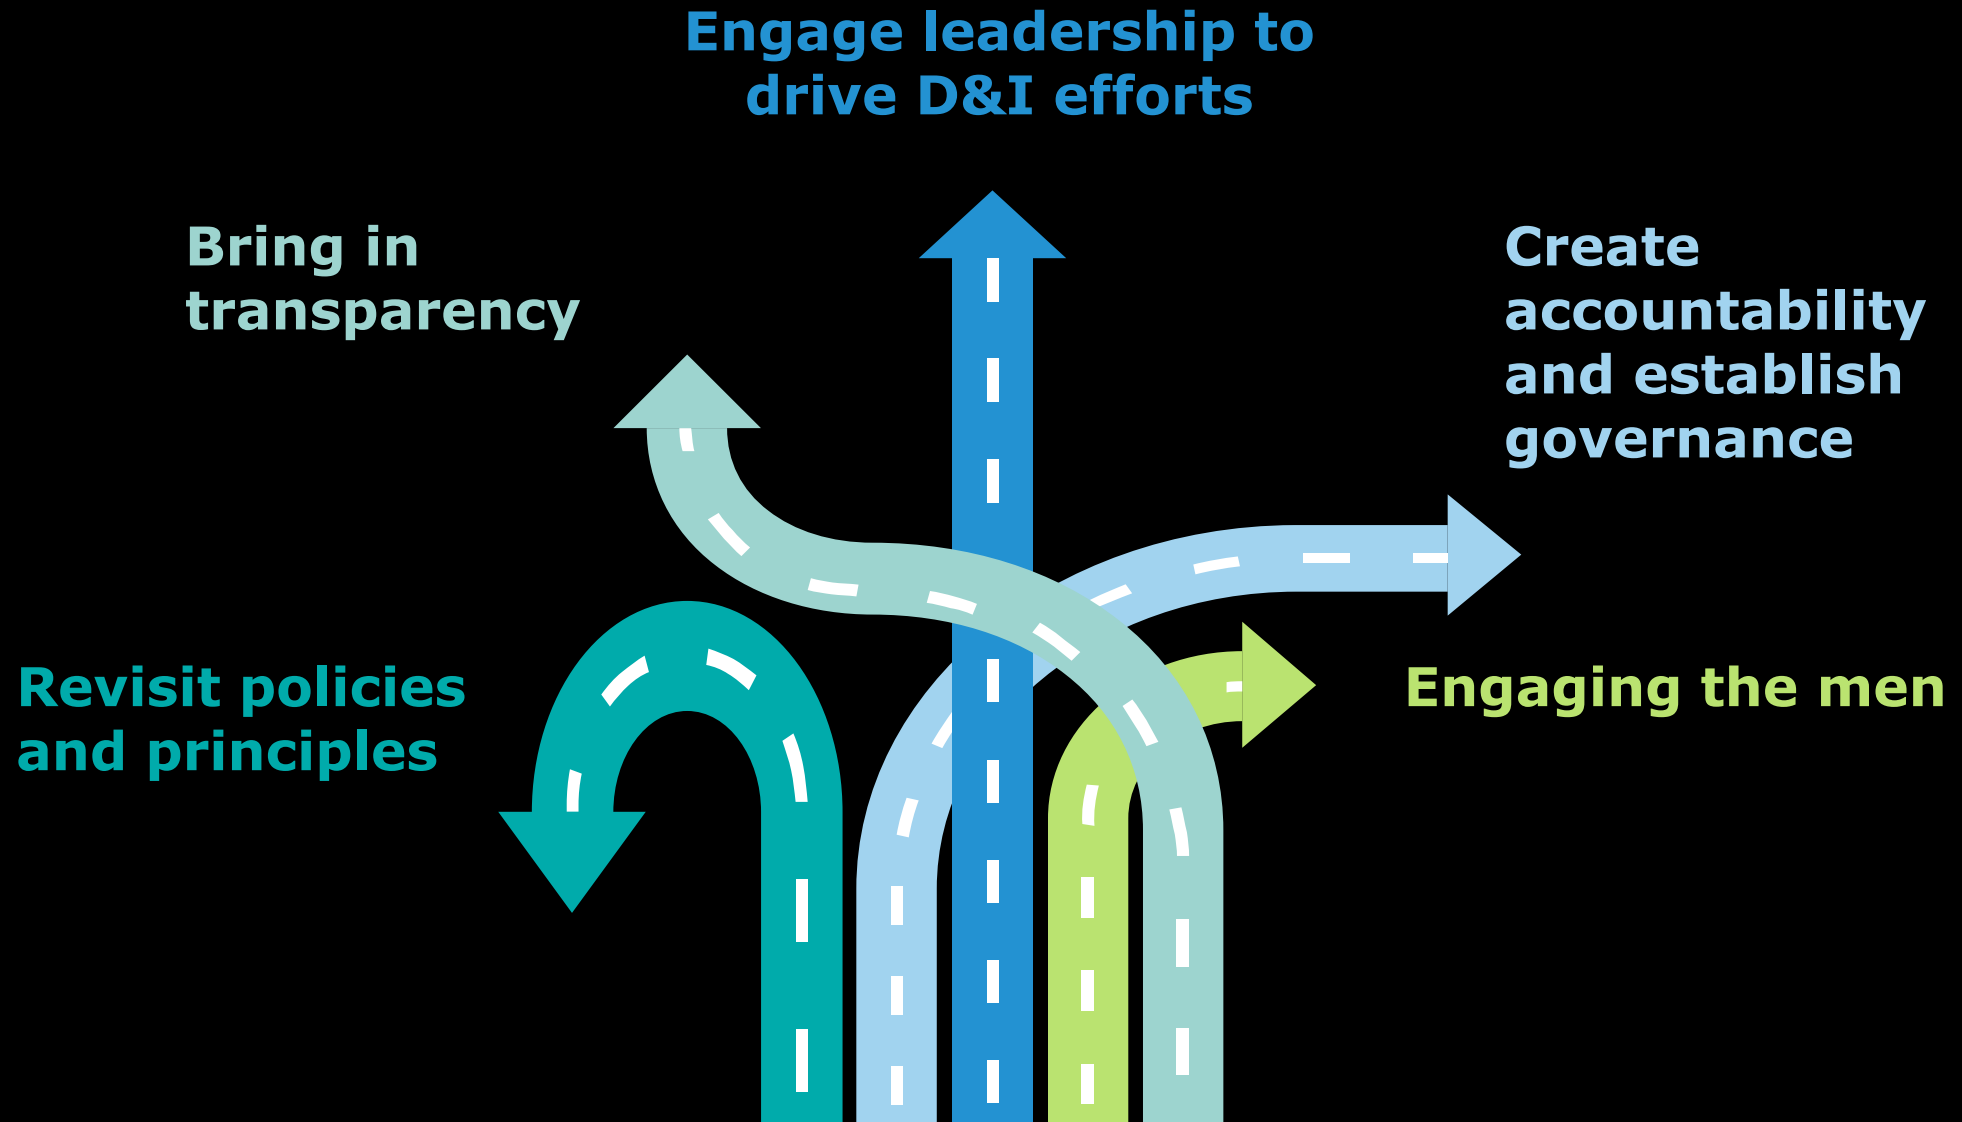 Engage leadership to
drive D&I efforts
Bring in
transparency
Create
accountability
and establish
governance
Revisit policies
and principles
Engaging the men